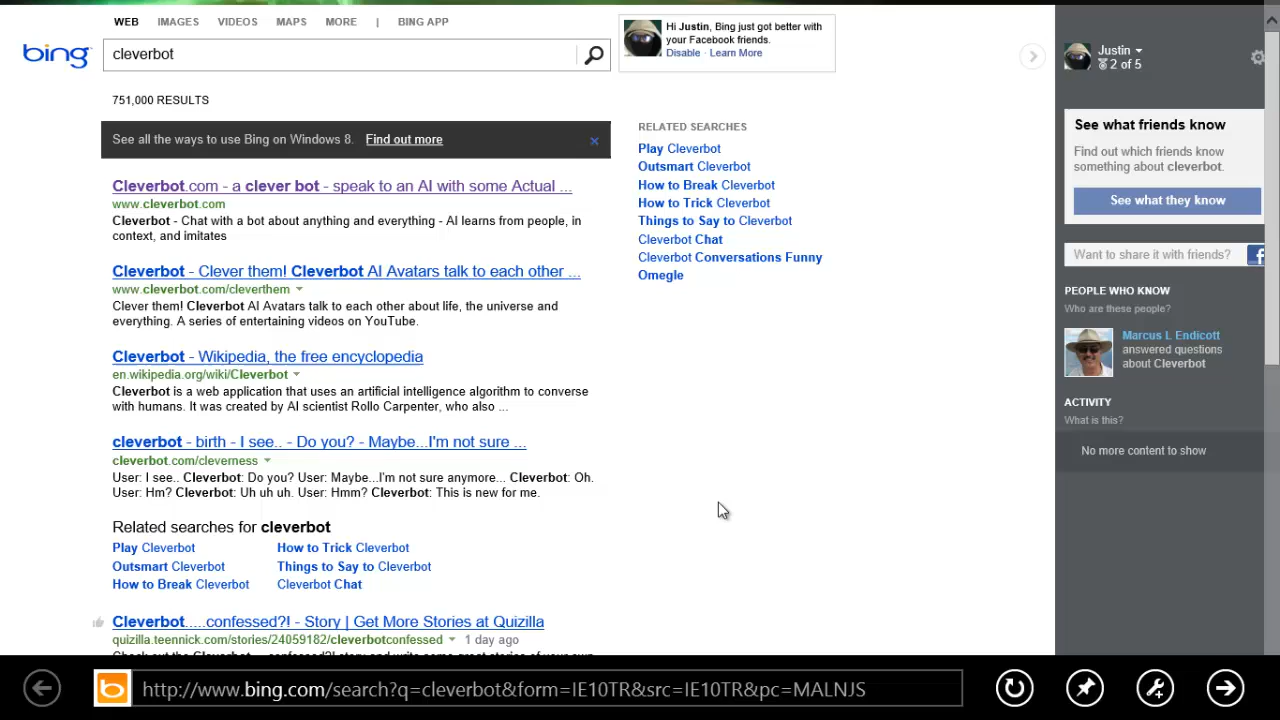 WEB IMAGES VIDEOS MAPS MORE | BING APP
bing
cleverbot
Hi Justin, Bing just got better with
your Facebook friends.
Disable · Learn More
751,000 RESULTS
See all the ways to use Bing on Windows 8. Find out more ×
Cleverbot.com - a clever bot - speak to an AI with some Actual ...
www.cleverbot.com
Cleverbot - Chat with a bot about anything and everything - AI learns from people, in
context, and imitates
Cleverbot - Clever them! Cleverbot AI Avatars talk to each other ...
www.cleverbot.com/cleverthem
Clever them! Cleverbot AI Avatars talk to each other about life, the universe and
everything. A series of entertaining videos on YouTube.
Cleverbot - Wikipedia, the free encyclopedia
en.wikipedia.org/wiki/Cleverbot
Cleverbot is a web application that uses an artificial intelligence algorithm to converse
with humans. It was created by AI scientist Rollo Carpenter, who also ...
cleverbot - birth - I see.. - Do you? - Maybe...I'm not sure ...
cleverbot.com/cleverness
User: I see.. Cleverbot: Do you? User: Maybe...I'm not sure anymore... Cleverbot: Oh.
User: Hm? Cleverbot: Uh uh uh. User: Hmm? Cleverbot: This is new for me.
Related searches for cleverbot
Play Cleverbot How to Trick Cleverbot
Outsmart Cleverbot Things to Say to Cleverbot
How to Break Cleverbot Cleverbot Chat
Cleverbot.....confessed?! - Story | Get More Stories at Quizilla
quizilla.teennick.com/stories/24059182/cleverbotconfessed 1 day ago
RELATED SEARCHES
Play Cleverbot
Outsmart Cleverbot
How to Break Cleverbot
How to Trick Cleverbot
Things to Say to Cleverbot
Cleverbot Chat
Cleverbot Conversations Funny
Omegle
Justin
2 of 5
See what friends know
Find out which friends know
something about cleverbot.
See what they know
Want to share it with friends?
PEOPLE WHO KNOW
Who are these people?
Marcus L Endicott
answered questions
about Cleverbot
ACTIVITY
What is this?
No more content to show
http://www.bing.com/search?q=cleverbot&form=IE10TR&src=IE10TR&pc=MALNJS